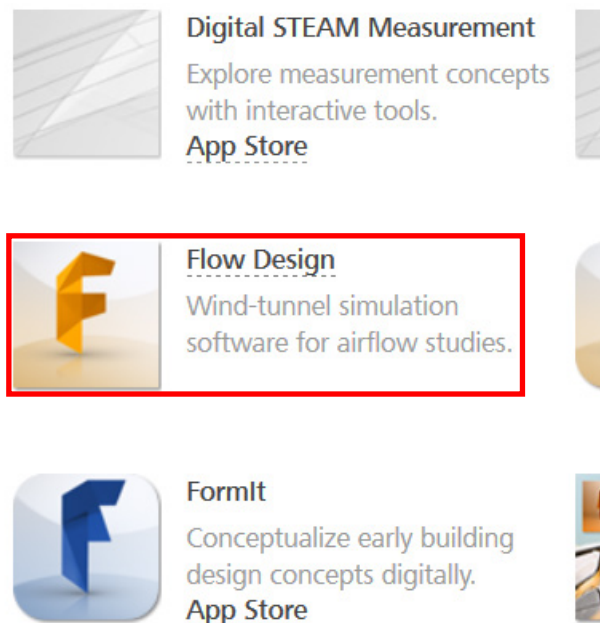 Digital STEAM Measurement
Explore measurement concepts
with interactive tools.
App Store
Flow Design
Wind-tunnel simulation
software for airflow studies.
FormIt
Conceptualize early building
design concepts digitally.
App Store